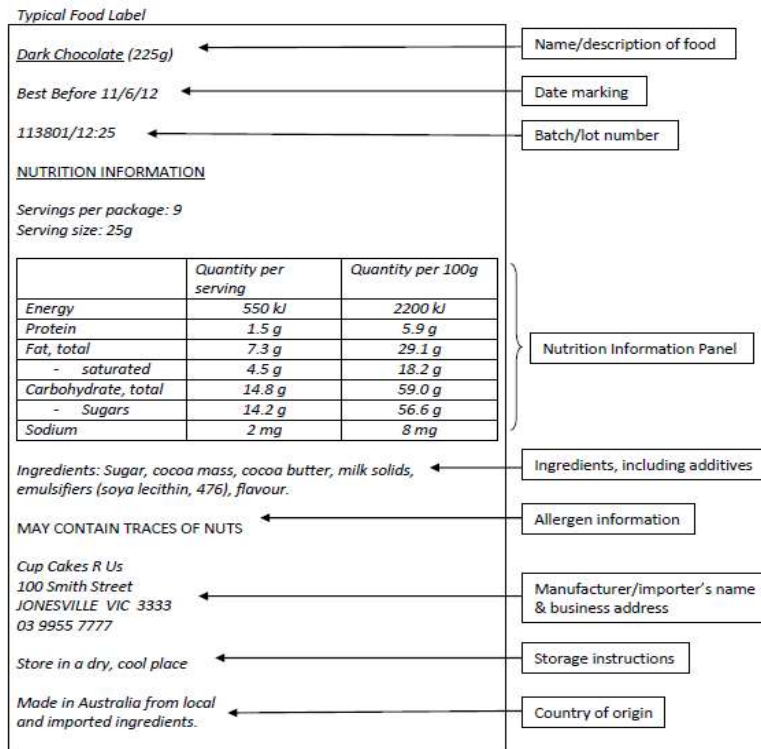 Typical Food Label
Dark Chocolate (225g)
Name/description of food
Best Before 11/6/12
Date marking
113801/12:25
Batch/lot number
NUTRITION INFORMATION
Servings per package: 9
Serving size: 25g
Quantity per serving Quantity per 100g
Energy 550 kJ 2200 kJ
Protein 1.5 g 5.9 g
Fat, total 7.3 g 29.1 g
- saturated 4.5 g 18.2 g
Carbohydrate, total 14.8 g 59.0 g
- Sugars 14.2 g 56.6 g
Sodium 2 mg 8 mg
Nutrition Information Panel
Ingredients: Sugar, cocoa mass, cocoa butter, milk solids,
emulsifiers (soya lecithin, 476), flavour.
Ingredients, including additives
MAY CONTAIN TRACES OF NUTS
Allergen information
Cup Cakes R Us
100 Smith Street
JONESVILLE VIC 3333
03 9955 7777
Manufacturer/importer's name
& business address
Store in a dry, cool place
Storage instructions
Made in Australia from local
and imported ingredients.
Country of origin